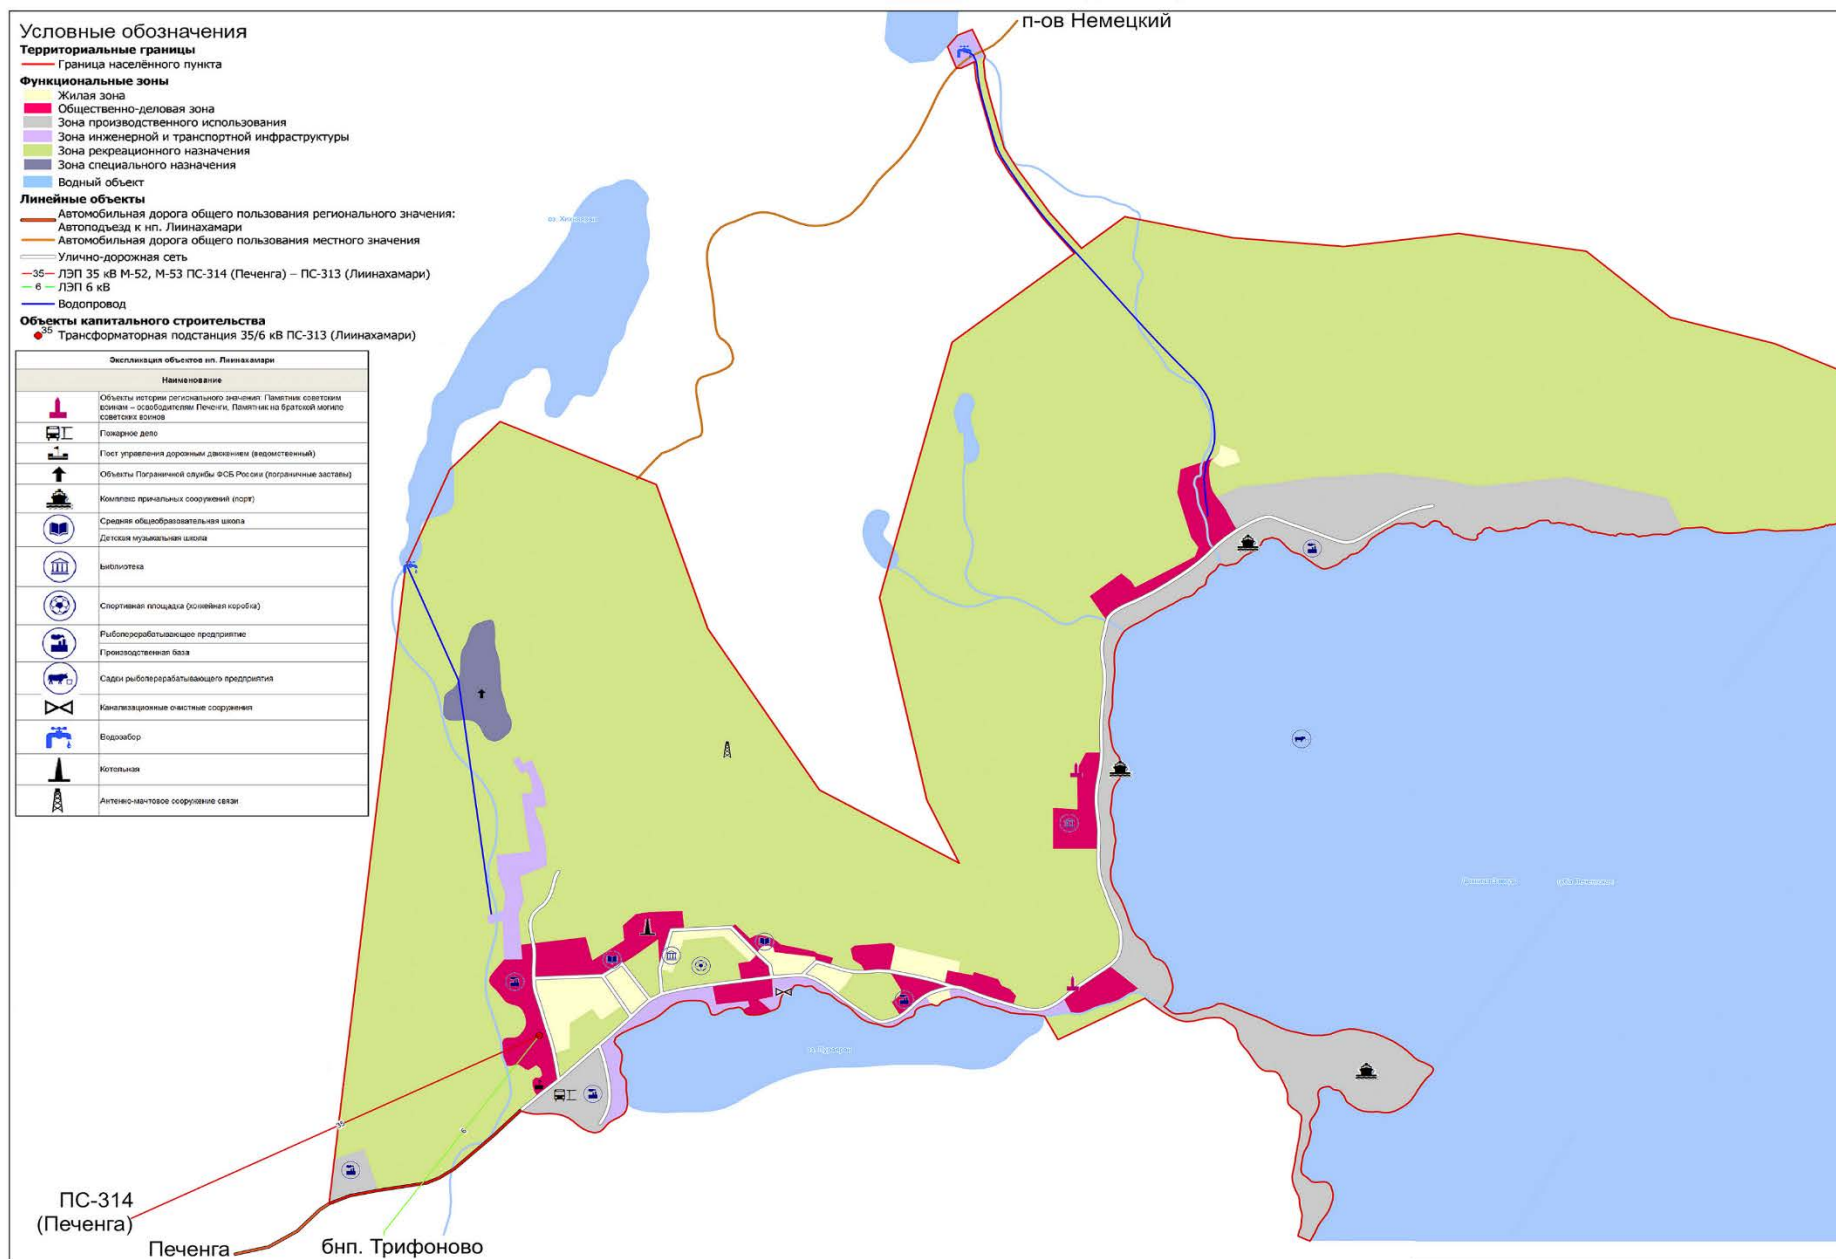 Условные обозначения
Территориальные границы
Граница населённого пункта
Функциональные зоны
Жилая зона
Общественно-деловая зона
Зона производственного использования
Зона инженерной и транспортной инфраструктуры
Зона рекреационного назначения
Зона специального назначения
Водный объект
Линейные объекты
Автомобильная дорога общего пользования регионального значения:
Автоподъезд к нп. Лиинахамари
Автомобильная дорога общего пользования местного значения
Улично-дорожная сеть
35 ЛЭП 35 кВ М-52, М-53 ПС-314 (Печенга) – ПС-313 (Лиинахамари)
6 ЛЭП 6 кВ
Водопровод
Объекты капитального строительства
35 Трансформаторная подстанция 35/6 кВ ПС-313 (Лиинахамари)
Экспликация объектов нп. Лиинахамари
Наименование
Объекты истории регионального значения: Памятник советским
воинам – освободителям Печенги, Памятник на братской могиле
советских воинов
Пожарное депо
Пост управления дорожным движением (ведомственный)
Объекты Пограничной службы ФСБ России (пограничные заставы)
Комплекс причальных сооружений (порт)
Средняя общеобразовательная школа
Детская музыкальная школа
Библиотека
Спортивная площадка (хоккейная коробка)
Рыбоперерабатывающее предприятие
Производственная база
Садки рыбоперерабатывающего предприятия
Канализационные очистные сооружения
Водозабор
Котельная
Антенно-мачтовое сооружение связи
п-ов Немецкий
35
6
ПС-314
(Печенга)
Печенга
бнп. Трифоново